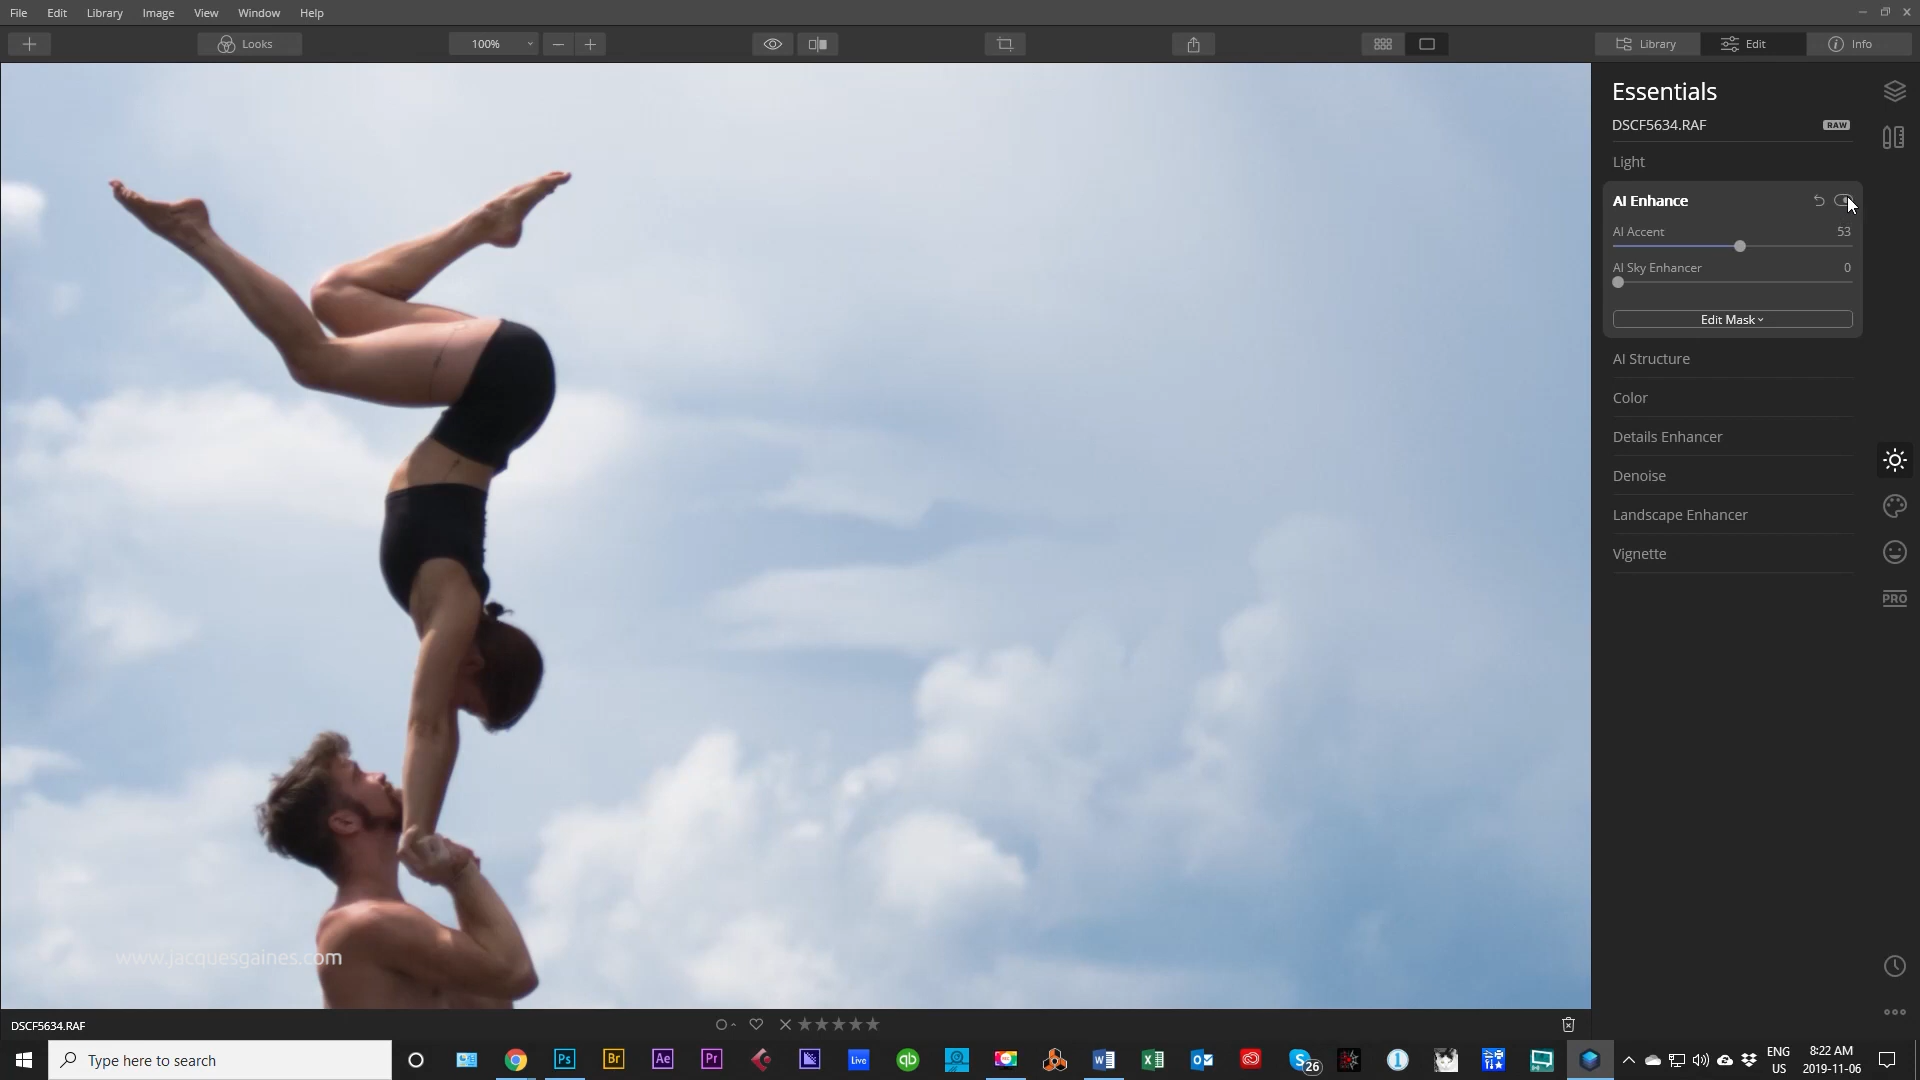 File Edit Library Image View Window Help
Looks 100% Library Edit Info
Essentials
DSCF5634.RAF RAW
Light
AI Enhance
AI Accent 53
AI Sky Enhancer 0
Edit Mask
AI Structure
Color
Details Enhancer
Denoise
Landscape Enhancer
Vignette
PRO
www.jacquesgaines.com
DSCF5634.RAF
Type here to search Ps Br Ae Pr Live qb 26 ENG 8:22 AM
US 2019-11-06